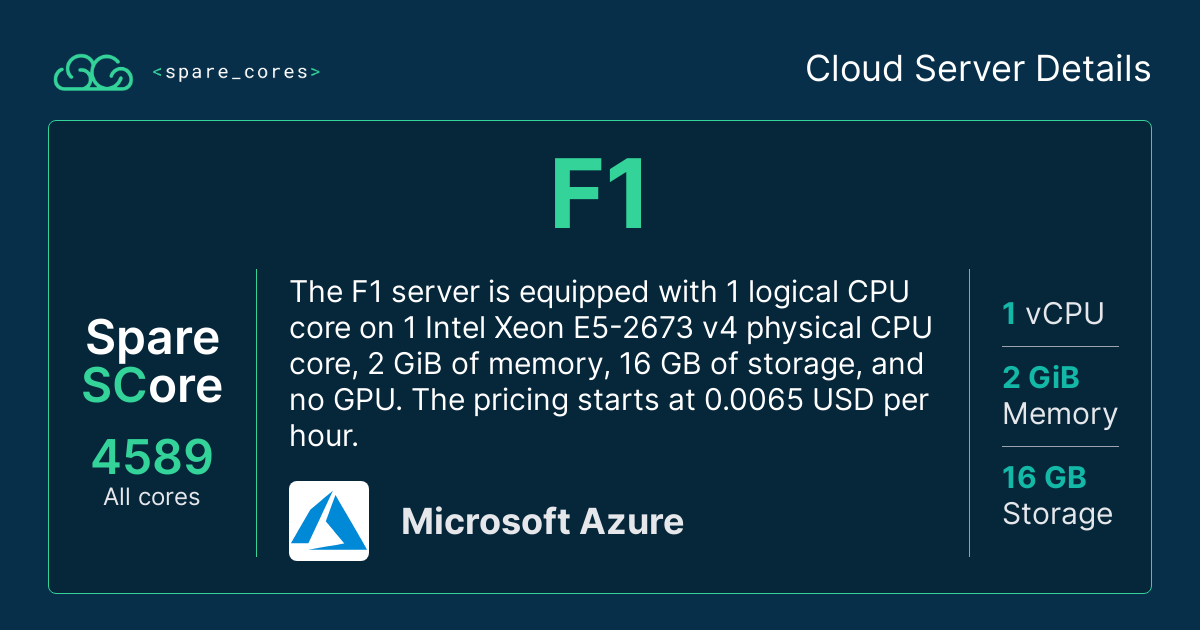 <spare_cores>
Cloud Server Details
F1
Spare
SCore
4589
All cores
The F1 server is equipped with 1 logical CPU
core on 1 Intel Xeon E5-2673 v4 physical CPU
core, 2 GiB of memory, 16 GB of storage, and
no GPU. The pricing starts at 0.0065 USD per
hour.
Microsoft Azure
1 vCPU
2 GiB
Memory
16 GB
Storage